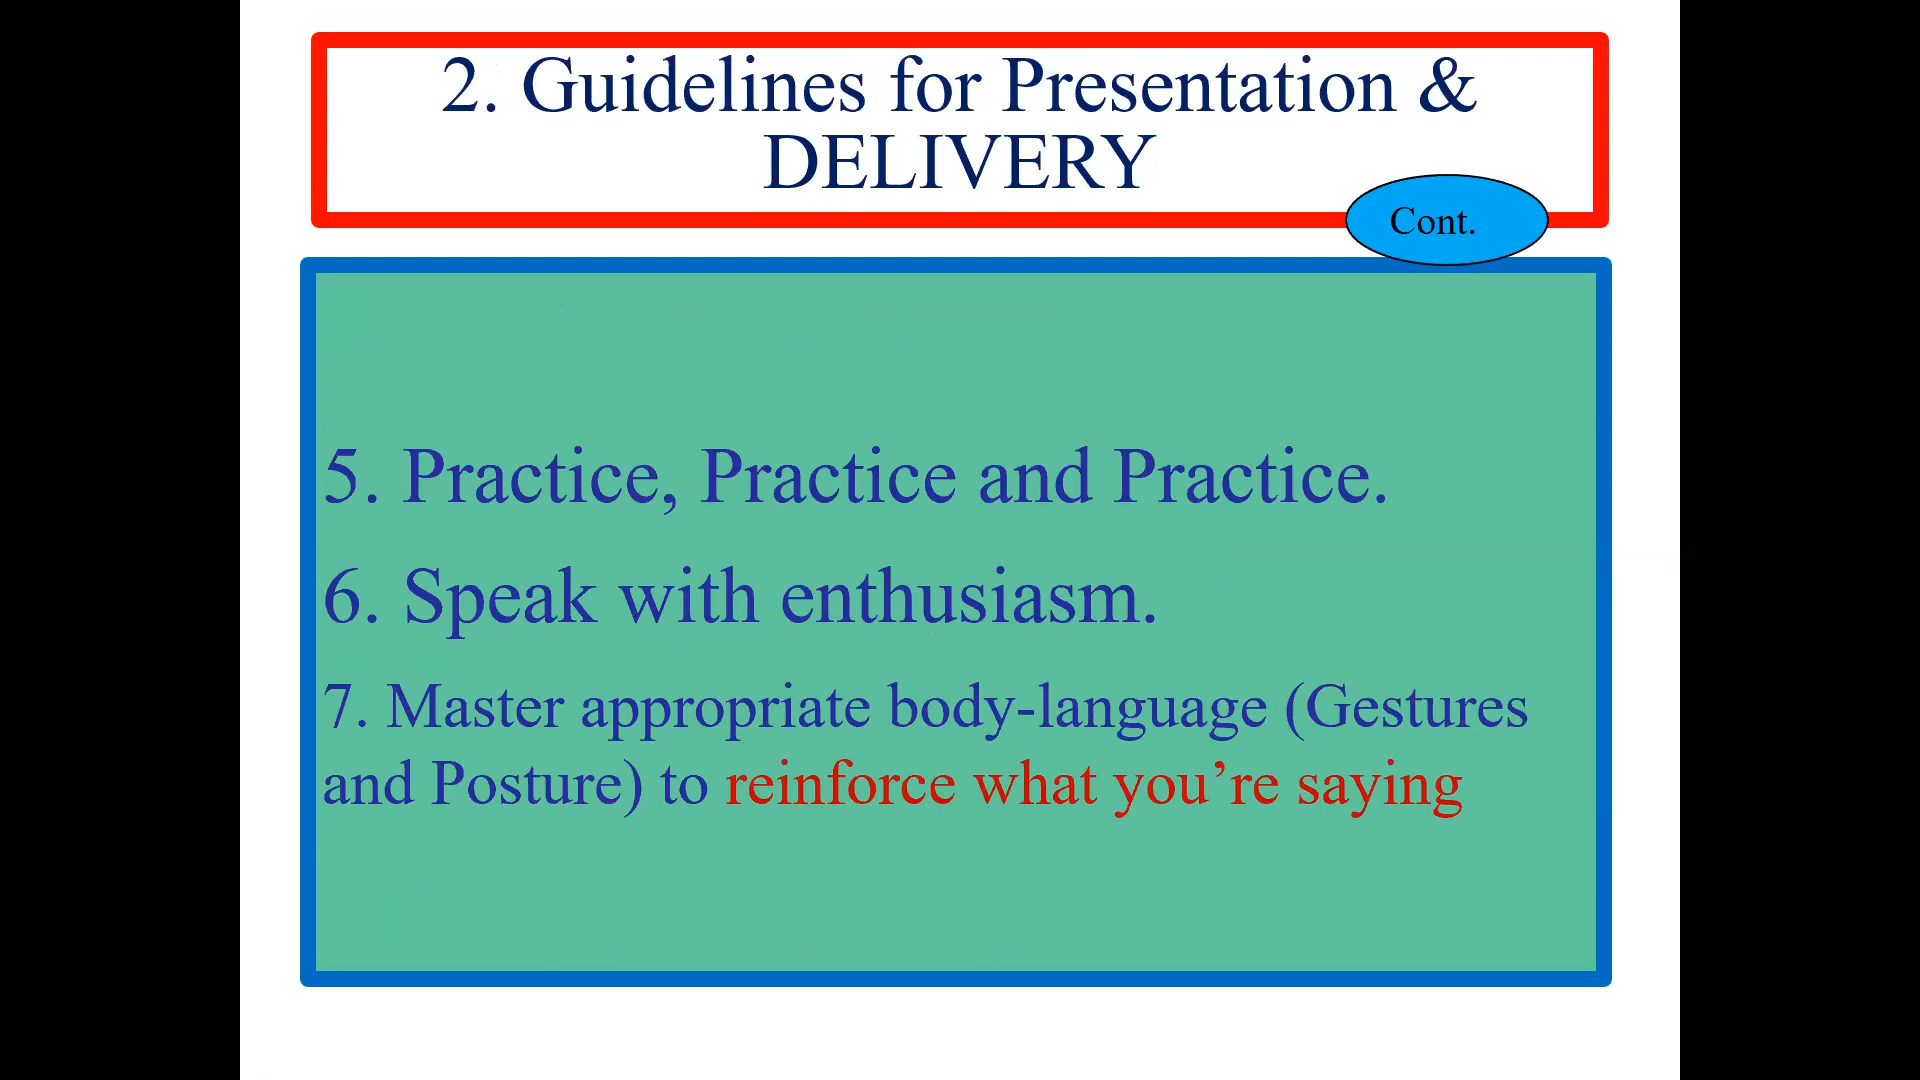 2. Guidelines for Presentation &
DELIVERY
Cont.
5. Practice, Practice and Practice.
6. Speak with enthusiasm.
7. Master appropriate body-language (Gestures
and Posture) to reinforce what you’re saying